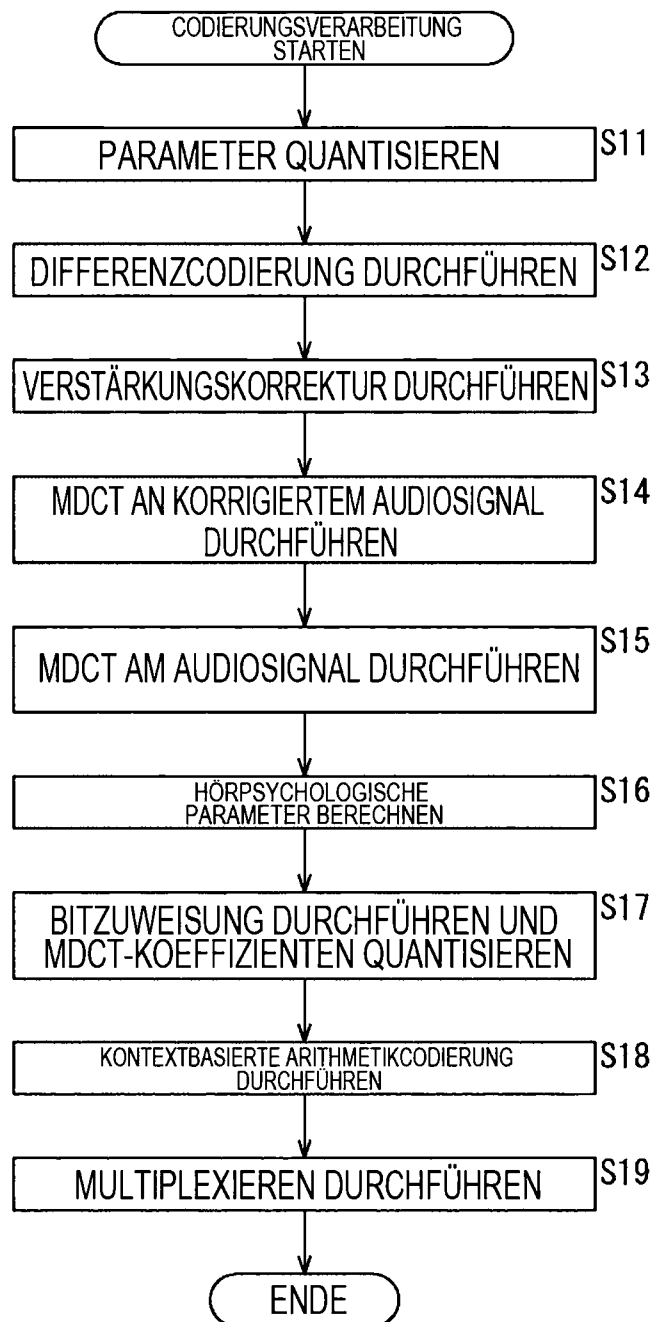 CODIERUNGSVERARBEITUNG
STARTEN
PARAMETER QUANTISIEREN
S11
DIFFERENZCODIERUNG DURCHFÜHREN
S12
VERSTÄRKUNGSKORREKTUR DURCHFÜHREN
S13
MDCT AN KORRIGIERTEM AUDIOSIGNAL
DURCHFÜHREN
S14
MDCT AM AUDIOSIGNAL DURCHFÜHREN
S15
HÖRPSYCHOLOGISCHE
PARAMETER BERECHNEN
S16
BITZUWEISUNG DURCHFÜHREN UND
MDCT-KOEFFIZIENTEN QUANTISIEREN
S17
KONTEXTBASIERTE ARITHMETIKCODIERUNG
DURCHFÜHREN
S18
MULTIPLEXIEREN DURCHFÜHREN
S19
ENDE